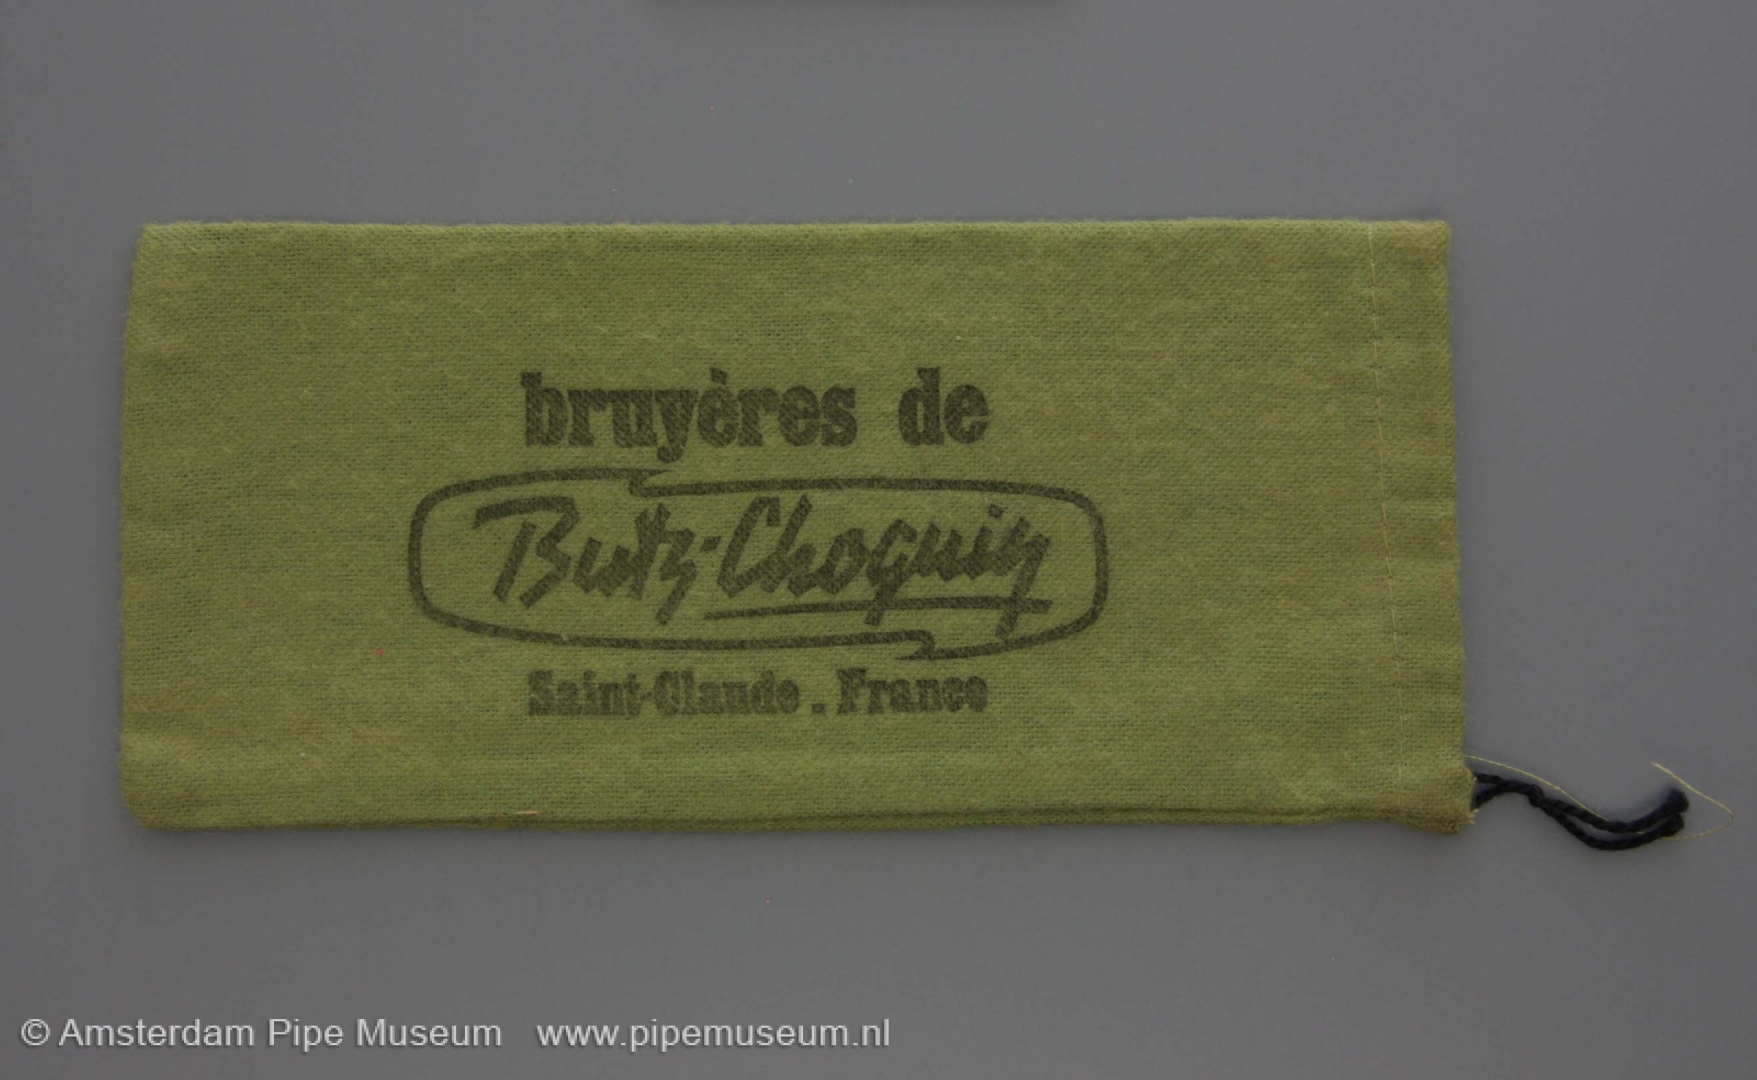 bruyères de
Butz-Choquin
Saint-Claude . France
© Amsterdam Pipe Museum www.pipemuseum.nl